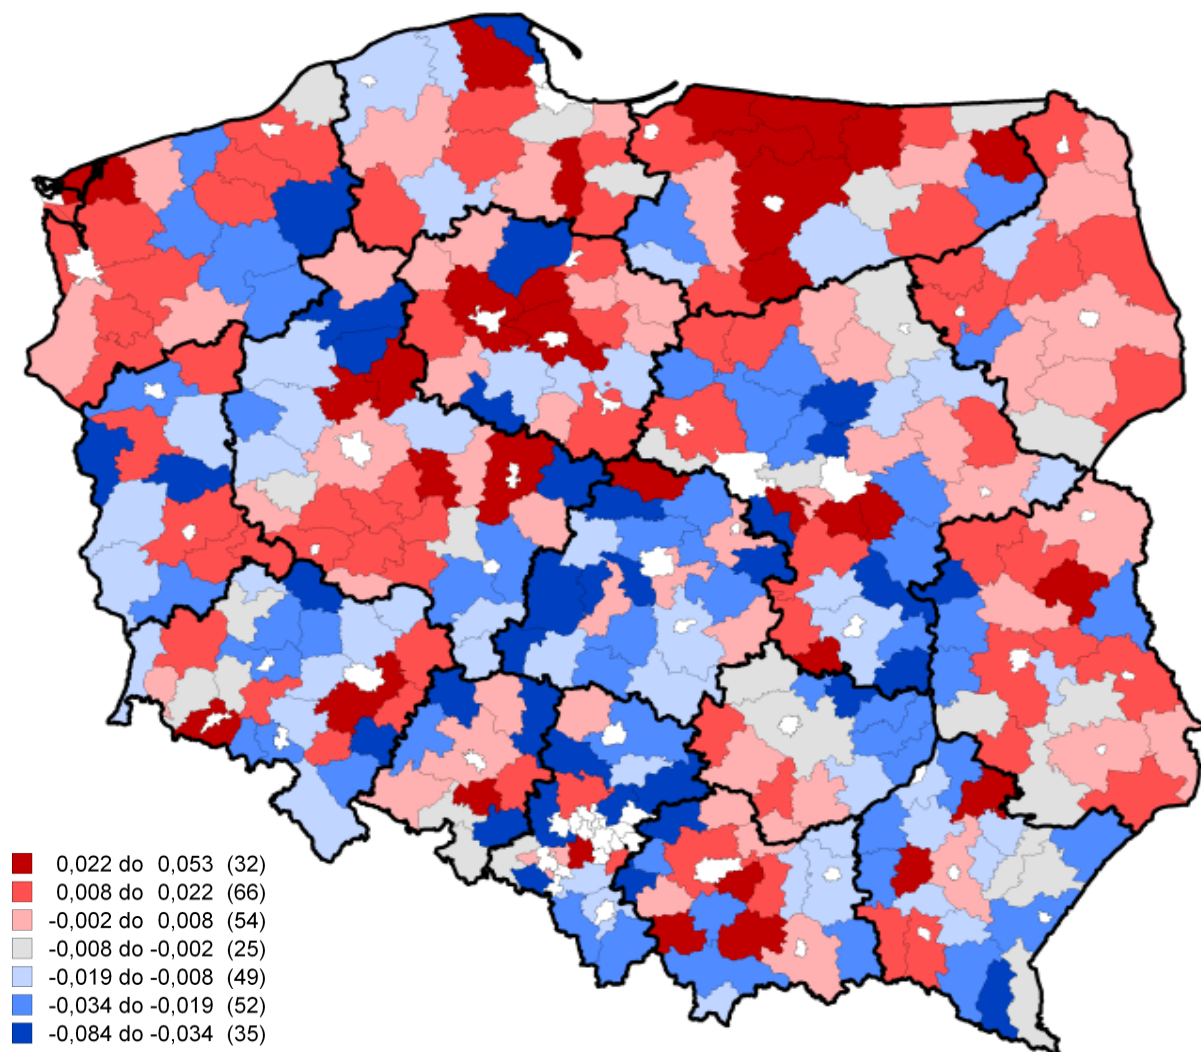 0,022 do 0,053 (32)
0,008 do 0,022 (66)
-0,002 do 0,008 (54)
-0,008 do -0,002 (25)
-0,019 do -0,008 (49)
-0,034 do -0,019 (52)
-0,084 do -0,034 (35)